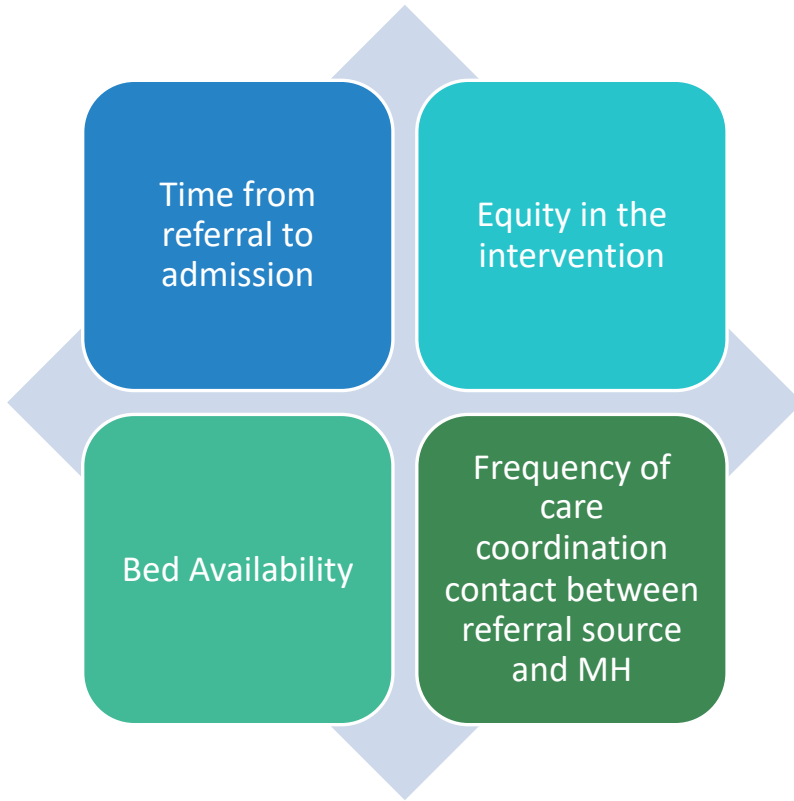 Time from
referral to
admission
Equity in the
intervention
Bed Availability
Frequency of
care
coordination
contact between
referral source
and MH